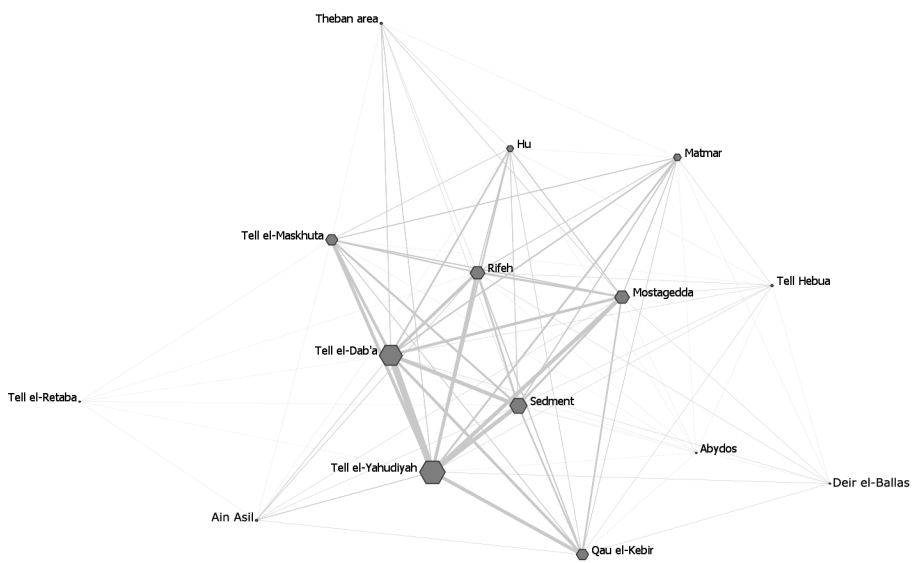 Theban area
Hu
Matmar
Tell el-Maskhuta
Rifeh
Tell Hebua
Mostagedda
Tell el-Dab'a
Tell el-Retaba
Sedment
Abydos
Tell el-Yahudiyah
Deir el-Ballas
Ain Asil
Qau el-Kebir